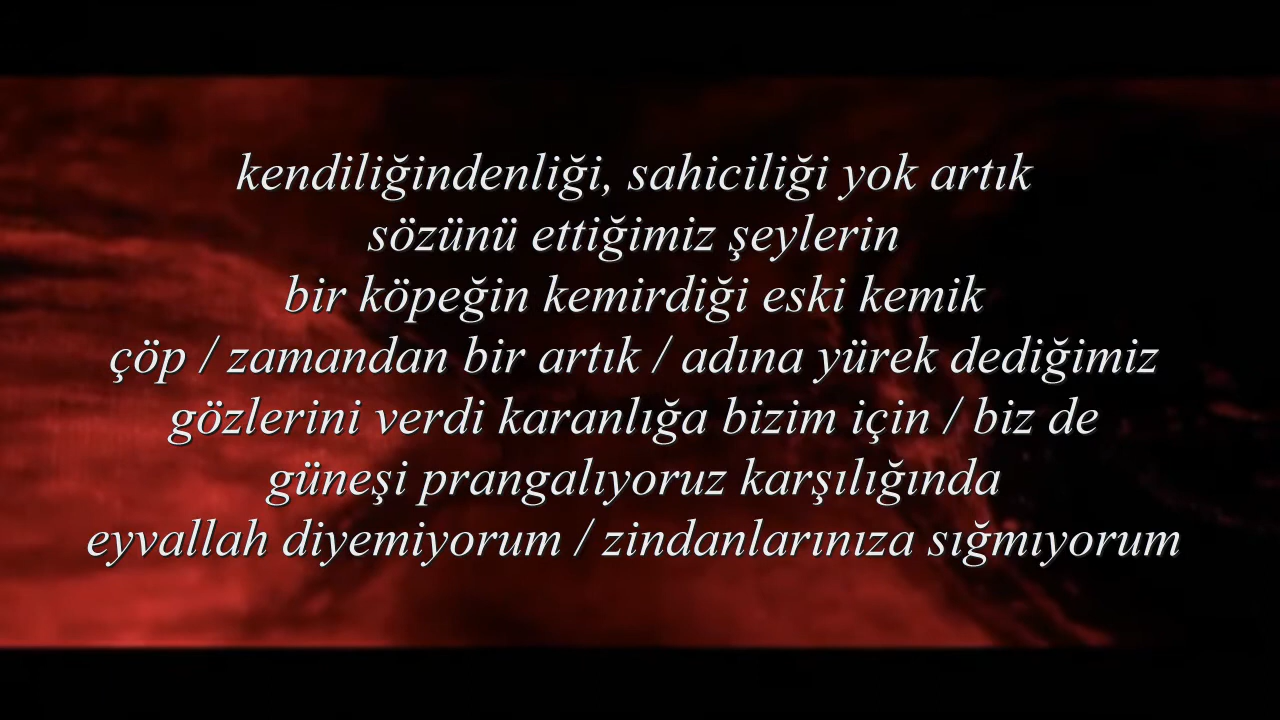 kendiliğindenliği, sahiciliği yok artık
sözünü ettiğimiz şeylerin
bir köpeğin kemirdiği eski kemik
çöp / zamandan bir artık / adına yürek dediğimiz
gözlerini verdi karanlığa bizim için / biz de
güneşi prangalıyoruz karşılığında
eyvallah diyemiyorum / zindanlarınıza sığmıyorum